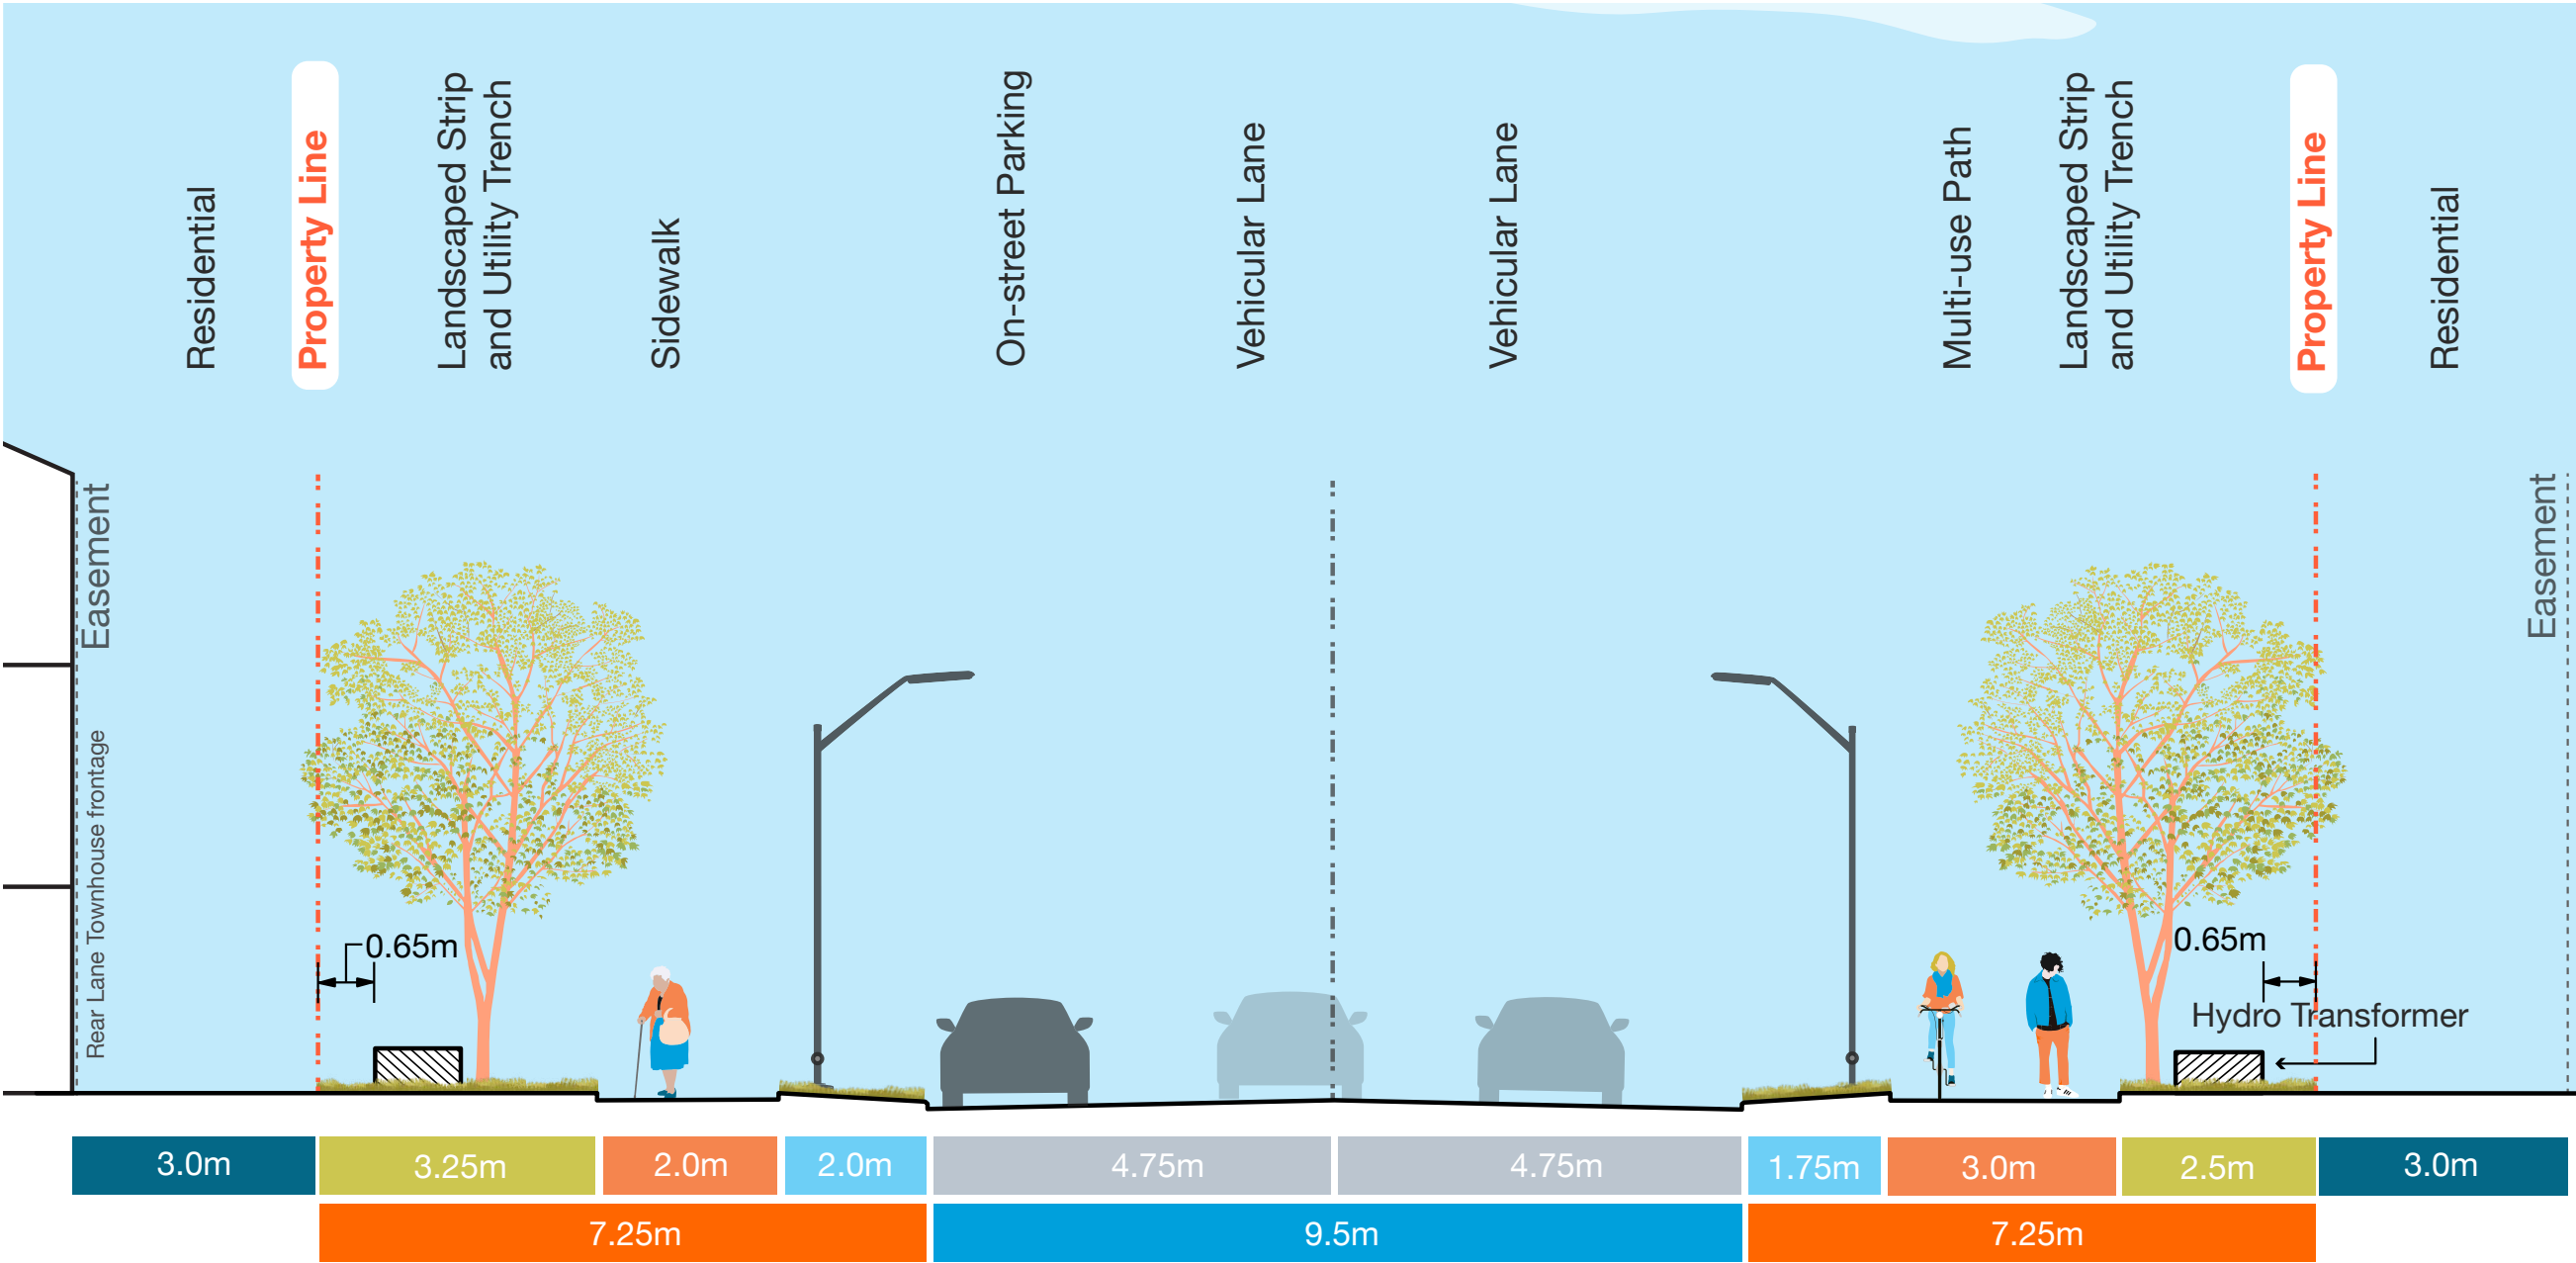 Residential
Property Line
Landscaped Strip
and Utility Trench
Sidewalk
On-street Parking
Vehicular Lane
Vehicular Lane
Multi-use Path
Landscaped Strip
and Utility Trench
Property Line
Residential
Easement
Easement
Rear Lane Townhouse frontage
0.65m
0.65m
Hydro Transformer
3.0m
3.25m
2.0m
2.0m
4.75m
4.75m
1.75m
3.0m
2.5m
3.0m
7.25m
9.5m
7.25m